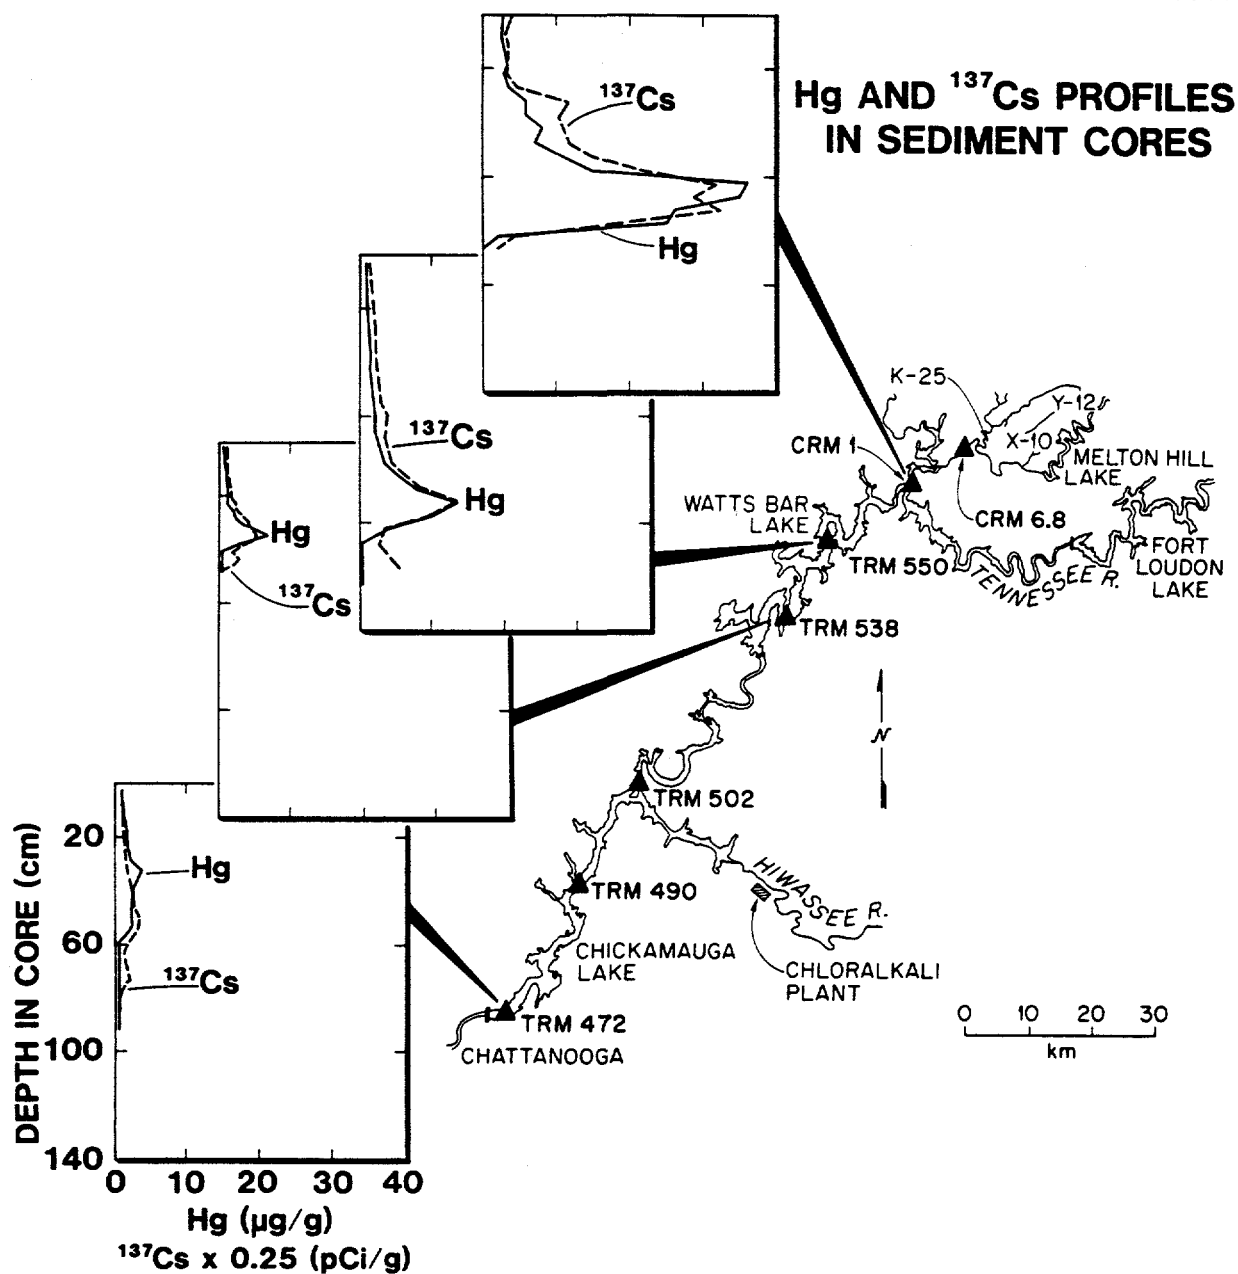 Hg AND ¹³⁷Cs PROFILES
IN SEDIMENT CORES
¹³⁷Cs
Hg
¹³⁷Cs
Hg
Hg
¹³⁷Cs
Hg
¹³⁷Cs
DEPTH IN CORE (cm)
20
60
100
140
0 10 20 30 40
Hg (µg/g)
¹³⁷Cs x 0.25 (pCi/g)
K-25
Y-12
X-10
CRM 1
MELTON HILL
LAKE
CRM 6.8
WATTS BAR
LAKE
TRM 550
FORT
LOUDON
LAKE
TENNESSEE R.
TRM 538
N
TRM 502
HIWASSEE R.
TRM 490
CHICKAMAUGA
LAKE
CHLORALKALI
PLANT
TRM 472
CHATTANOOGA
0 10 20 30
km